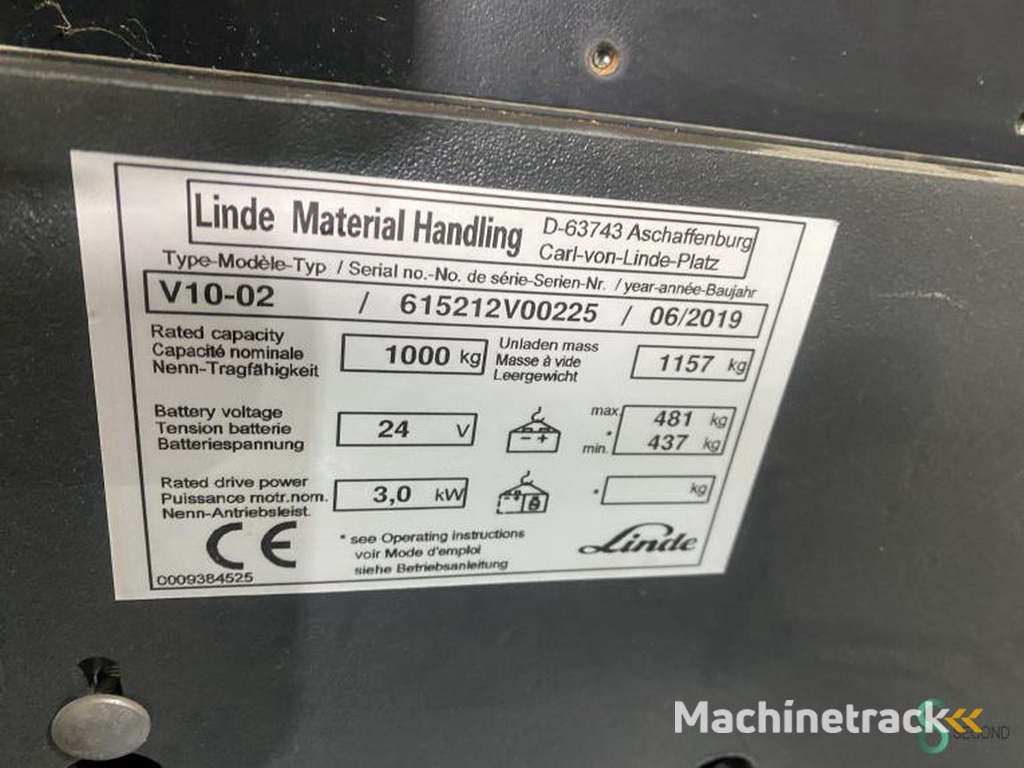 Linde Material Handling
D-63743 Aschaffenburg
Carl-von-Linde-Platz
Type-Modèle-Typ / Serial no.-No. de série-Serien-Nr. / year-année-Baujahr
V10-02 / 615212V00225 / 06/2019
Rated capacity
Capacité nominale
Nenn-Tragfähigkeit
1000 kg
Unladen mass
Masse à vide
Leergewicht
1157 kg
Battery voltage
Tension batterie
Batteriespannung
24 V
- +
max. 481 kg
*
min. 437 kg
Rated drive power
Puissance motr.nom.
Nenn-Antriebsleist.
3,0 kW
* kg
CE
* see Operating instructions
voir Mode d'emploi
siehe Betriebsanleitung
Linde
0009384525
Machinetrack
SECOND